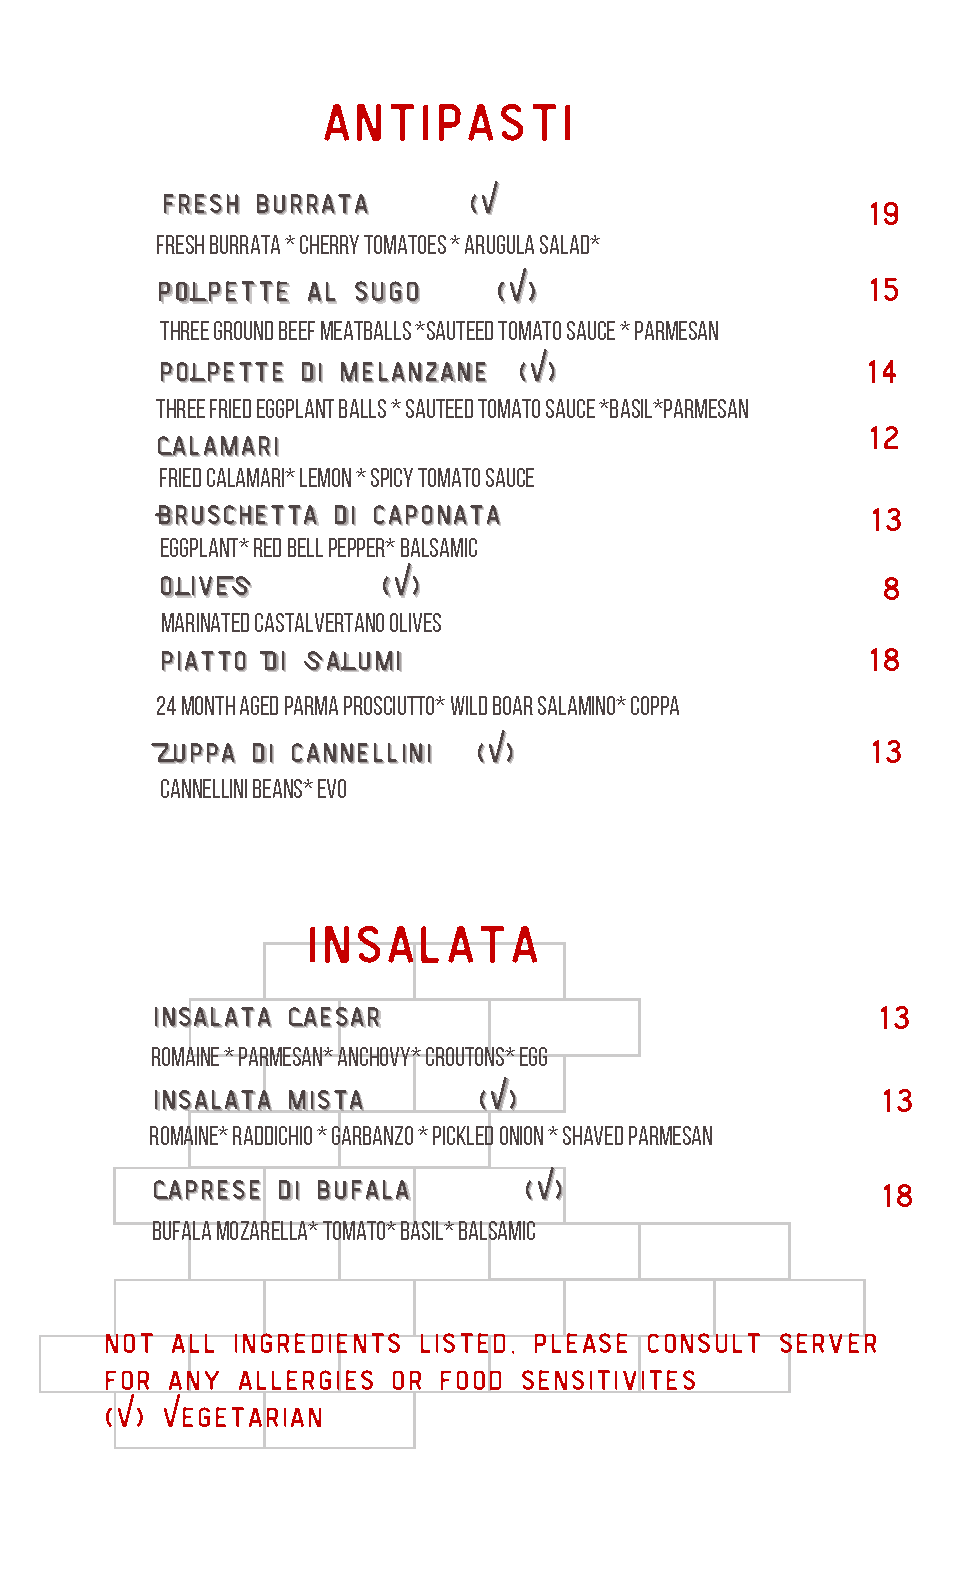 ANTIPASTI
FRESH BURRATA (V
19
FRESH BURRATA * CHERRY TOMATOES * ARUGULA SALAD*
POLPETTE AL SUGO (V)
15
THREE GROUND BEEF MEATBALLS *SAUTEED TOMATO SAUCE * PARMESAN
POLPETTE DI MELANZANE (V)
14
THREE FRIED EGGPLANT BALLS * SAUTEED TOMATO SAUCE *BASIL*PARMESAN
CALAMARI
12
FRIED CALAMARI* LEMON * SPICY TOMATO SAUCE
BRUSCHETTA DI CAPONATA
13
EGGPLANT* RED BELL PEPPER* BALSAMIC
OLIVES (V)
8
MARINATED CASTALVERTANO OLIVES
PIATTO DI SALUMI
18
24 MONTH AGED PARMA PROSCIUTTO* WILD BOAR SALAMINO* COPPA
ZUPPA DI CANNELLINI (V)
13
CANNELLINI BEANS* EVO
INSALATA
INSALATA CAESAR
13
ROMAINE * PARMESAN* ANCHOVY* CROUTONS* EGG
INSALATA MISTA (V)
13
ROMAINE* RADDICHIO * GARBANZO * PICKLED ONION * SHAVED PARMESAN
CAPRESE DI BUFALA (V)
18
BUFALA MOZARELLA* TOMATO* BASIL* BALSAMIC
NOT ALL INGREDIENTS LISTED. PLEASE CONSULT SERVER
FOR ANY ALLERGIES OR FOOD SENSITIVITES
(V) VEGETARIAN